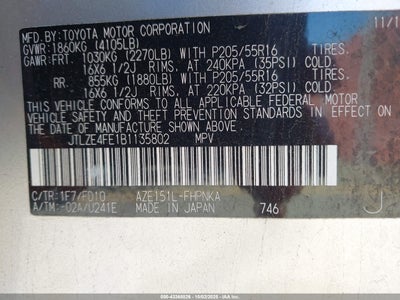 MFD.BY:TOYOTA MOTOR CORPORATION 11/1
GVWR:1860KG (4105LB)
GAWR:FRT. 1030KG (2270LB) WITH P205/55R16 TIRES,
16X6 1/2J RIMS, AT 240KPA (35PSI) COLD
RR. 855KG (1880LB) WITH P205/55R16 TIRES,
16X6 1/2J RIMS, AT 220KPA (32PSI) COLD
THIS VEHICLE CONFORMS TO ALL APPLICABLE FEDERAL MOTOR
VEHICLE SAFETY STANDARDS IN EFFECT ON THE DATE OF
MANUFACTURE SHOWN ABOVE.
JTLZE4FE1B1135802 MPV
C/TR:1F7/FD10 AZE151L-FHPNKA
A/TM:-02A/U241E MADE IN JAPAN 746 J